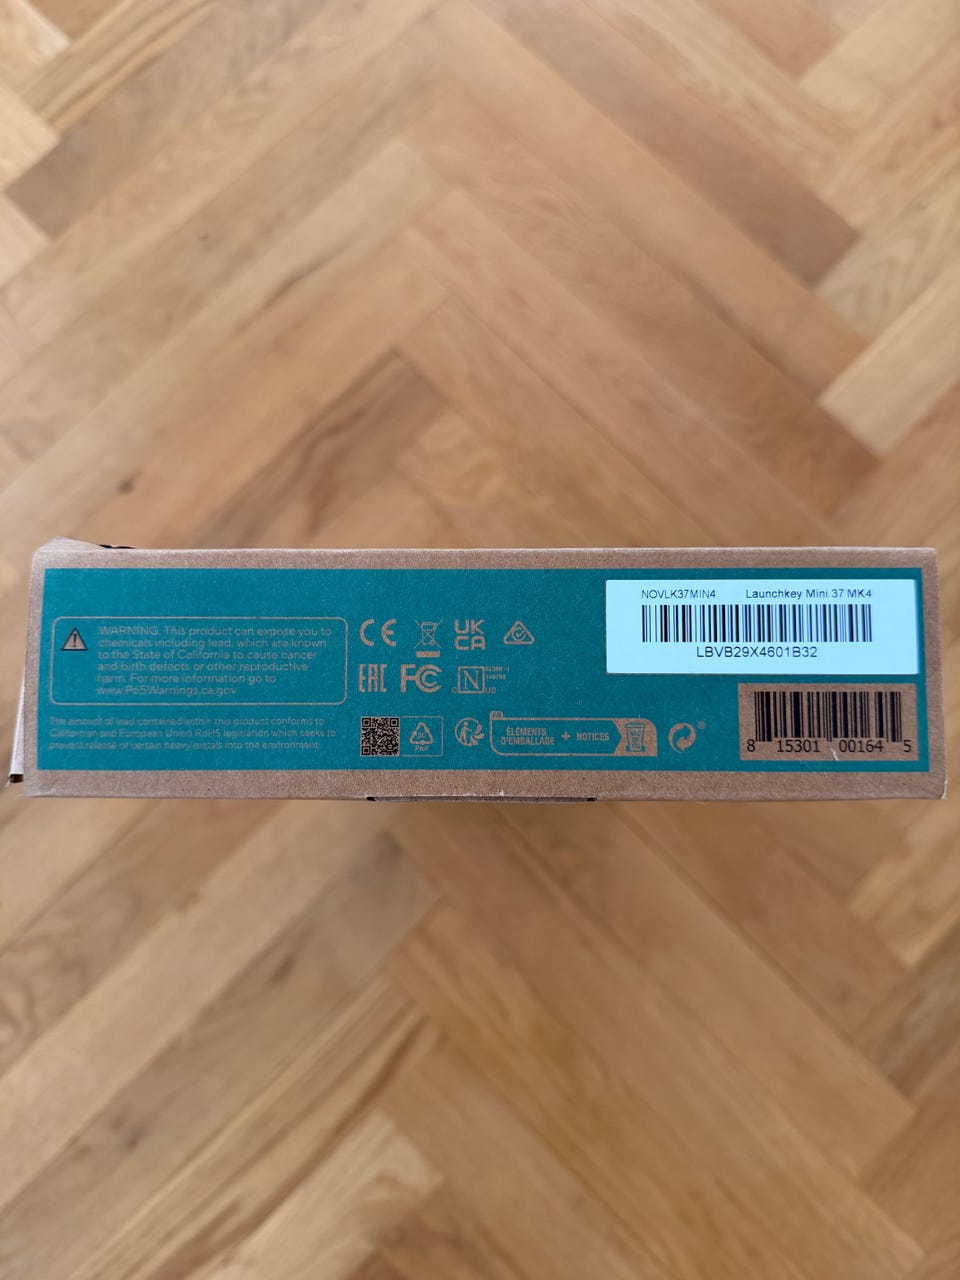 WARNING: This product can expose you to
chemicals including lead, which are known
to the State of California to cause cancer
and birth defects or other reproductive
harm. For more information go to
www.P65Warnings.ca.gov
The amount of lead contained within this product conforms to
Californian and European Union RoHS legislation which seeks to
prevent release of certain heavy metals into the environment.
CE
UK
CA
EAC
FC
N
US
PAP
FR
ÉLÉMENTS
D'EMBALLAGE
+ NOTICES
NOVLK37MIN4 Launchkey Mini 37 MK4
LBVB29X4601B32
8 15301 00164 5